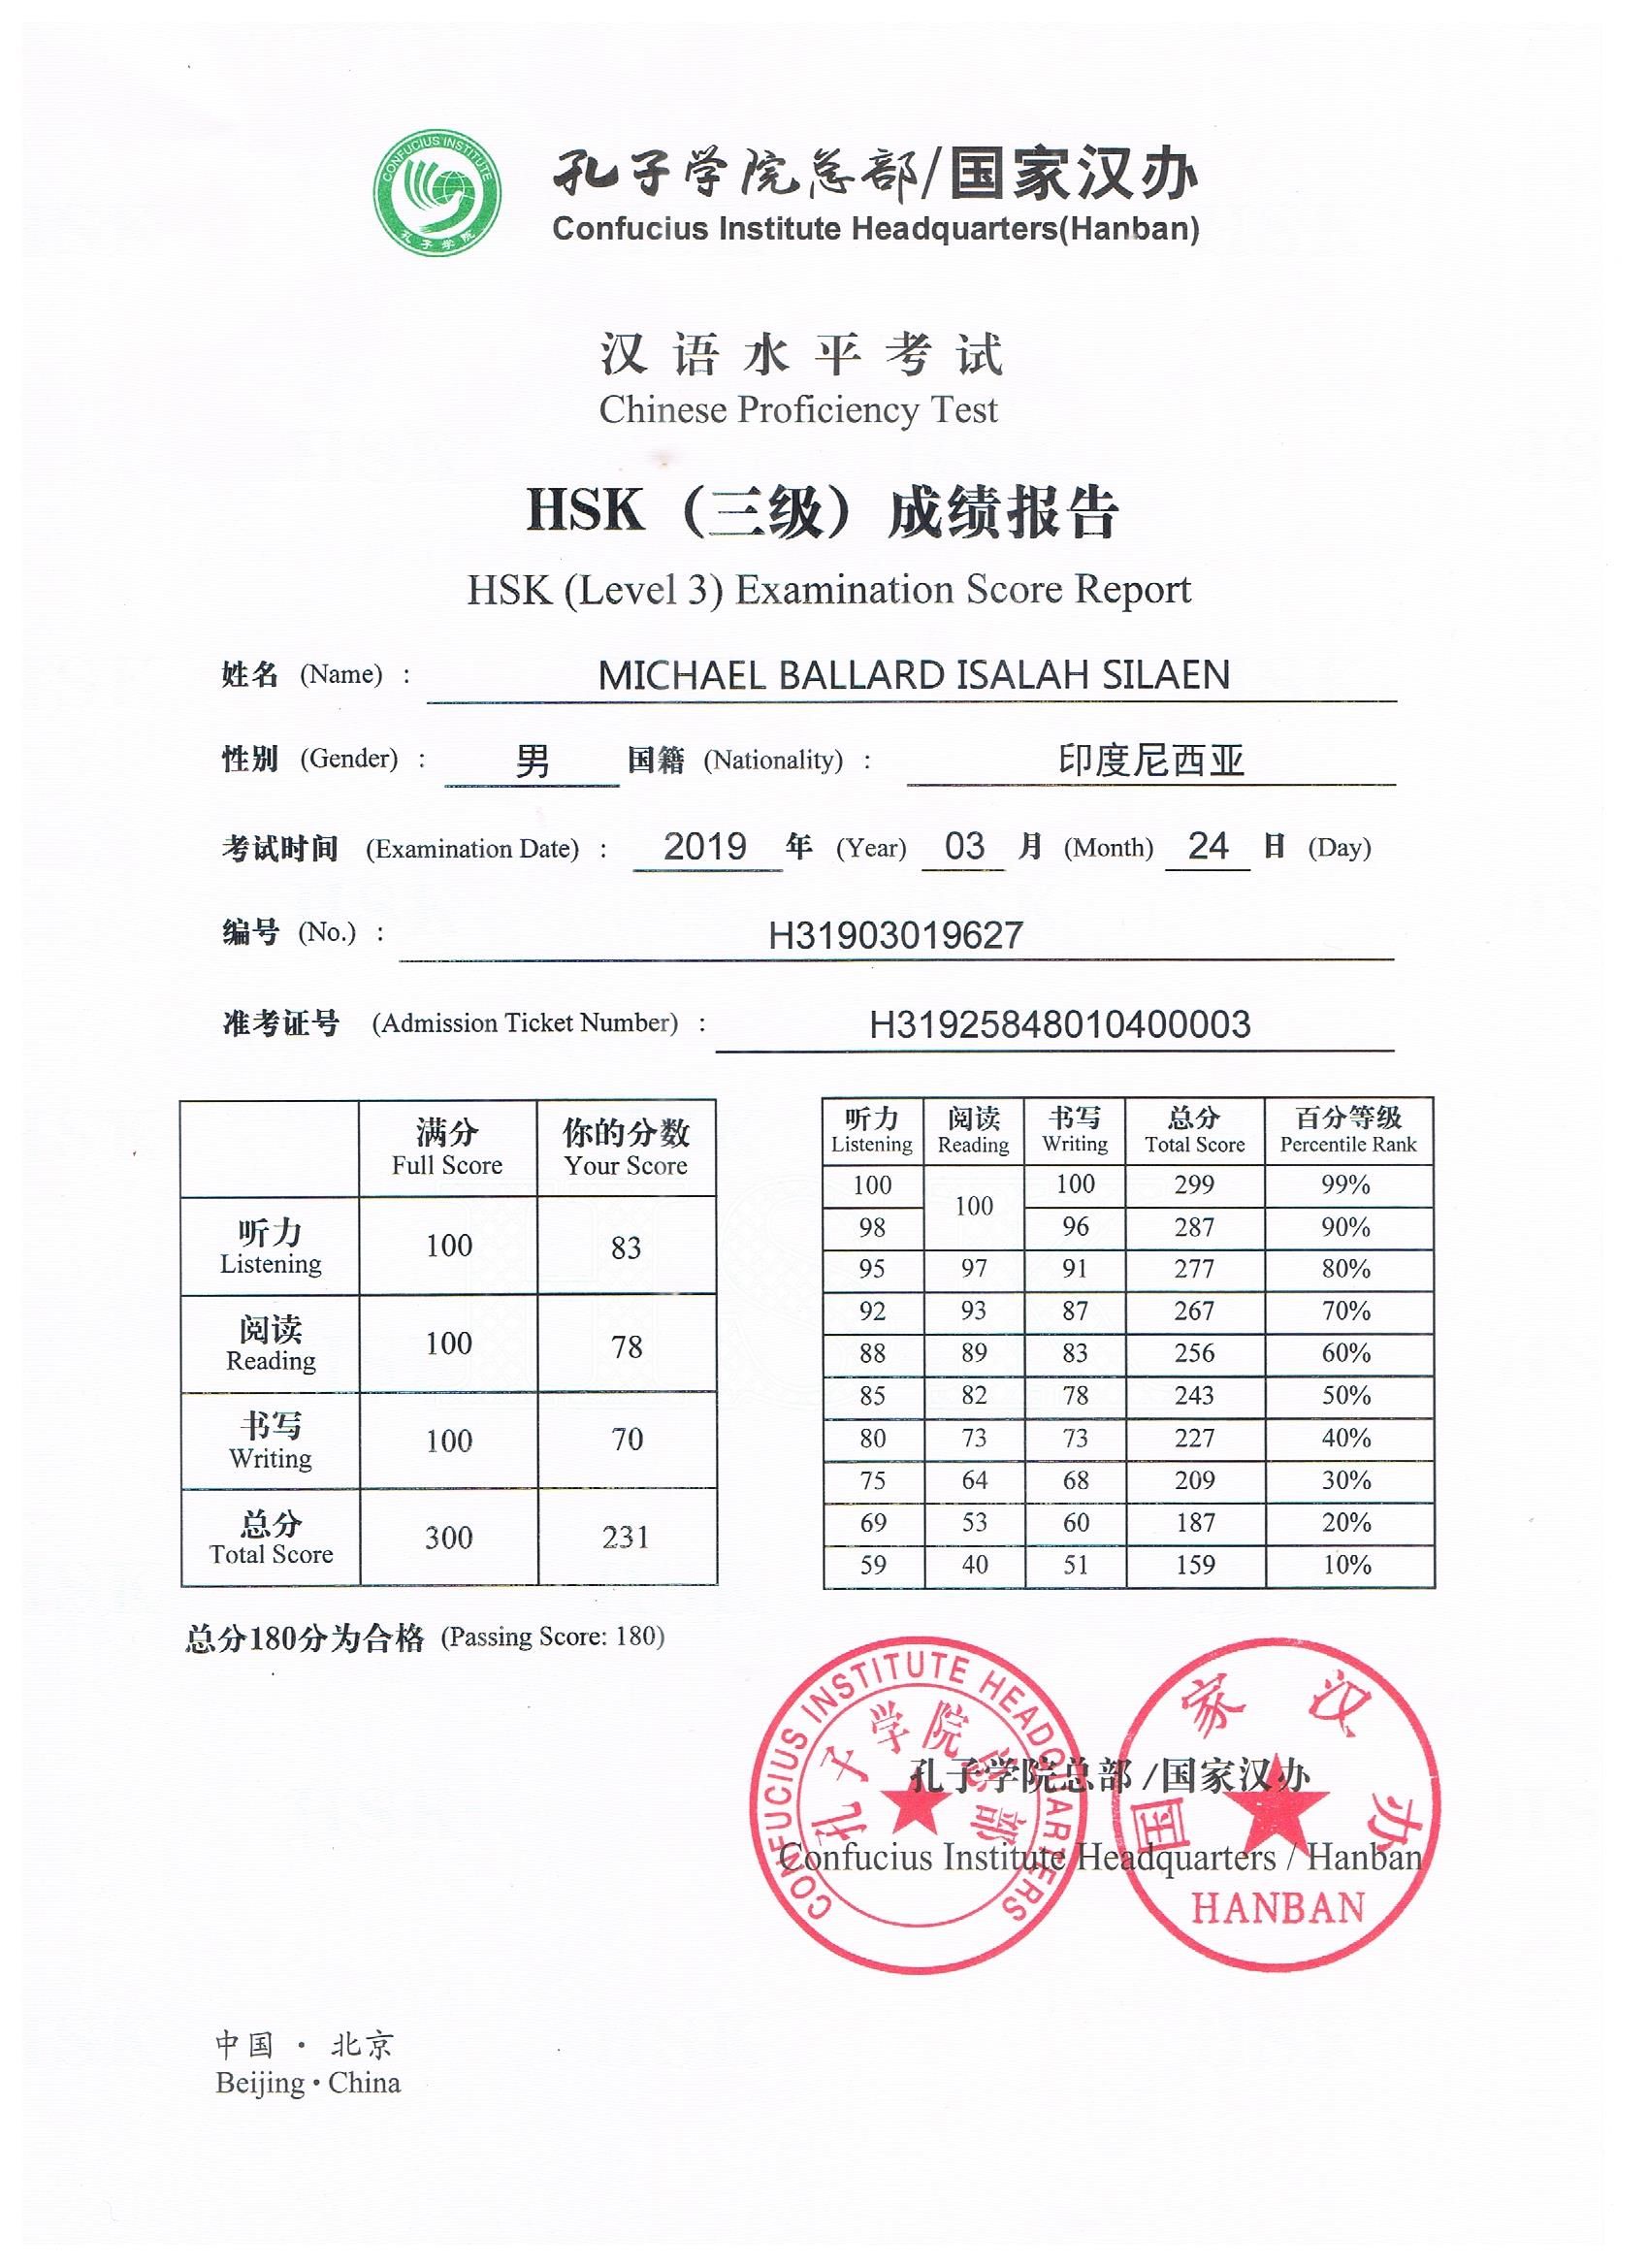 CONFUCIUS INSTITUTE
孔子学院
孔子学院总部/国家汉办
Confucius Institute Headquarters(Hanban)
汉语水平考试
Chinese Proficiency Test
HSK（三级）成绩报告
HSK (Level 3) Examination Score Report
姓名 (Name) : MICHAEL BALLARD ISALAH SILAEN
性别 (Gender) : 男 国籍 (Nationality) : 印度尼西亚
考试时间 (Examination Date) : 2019 年 (Year) 03 月 (Month) 24 日 (Day)
编号 (No.) : H31903019627
准考证号 (Admission Ticket Number) : H31925848010400003
满分 你的分数
Full Score Your Score
听力
Listening 100 83
阅读
Reading 100 78
书写
Writing 100 70
总分
Total Score 300 231
听力 阅读 书写 总分 百分等级
Listening Reading Writing Total Score Percentile Rank
100 100 100 299 99%
98 96 287 90%
95 97 91 277 80%
92 93 87 267 70%
88 89 83 256 60%
85 82 78 243 50%
80 73 73 227 40%
75 64 68 209 30%
69 53 60 187 20%
59 40 51 159 10%
总分180分为合格 (Passing Score: 180)
CONFUCIUS INSTITUTE HEADQUARTERS
孔子学院总部
国家汉办
HANBAN
孔子学院总部 /国家汉办
Confucius Institute Headquarters / Hanban
中国 · 北京
Beijing · China